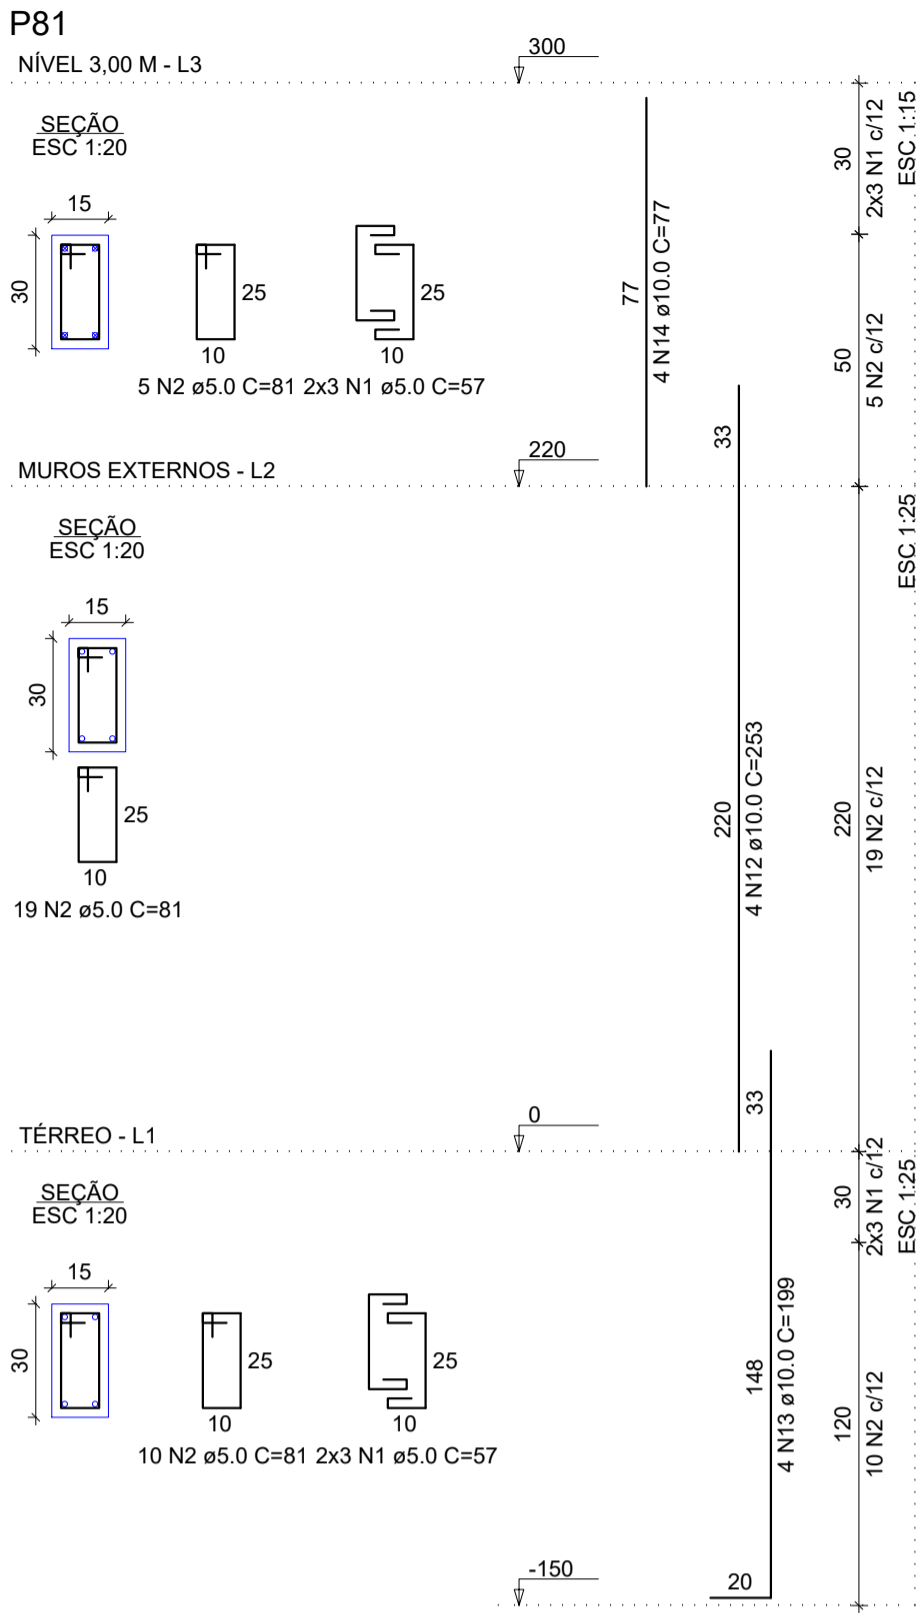 P81
NÍVEL 3,00 M - L3
300
SEÇÃO
ESC 1:20
15
30
25
10
25
10
5 N2 ø5.0 C=81 2x3 N1 ø5.0 C=57
77
4 N14 ø10.0 C=77
30
2x3 N1 c/12
ESC 1:15
50
5 N2 c/12
33
MUROS EXTERNOS - L2
220
SEÇÃO
ESC 1:20
15
30
25
10
19 N2 ø5.0 C=81
220
4 N12 ø10.0 C=253
220
19 N2 c/12
ESC 1:25
33
TÉRREO - L1
0
SEÇÃO
ESC 1:20
15
30
25
10
25
10
10 N2 ø5.0 C=81 2x3 N1 ø5.0 C=57
148
4 N13 ø10.0 C=199
30
2x3 N1 c/12
ESC 1:25
120
10 N2 c/12
-150
20